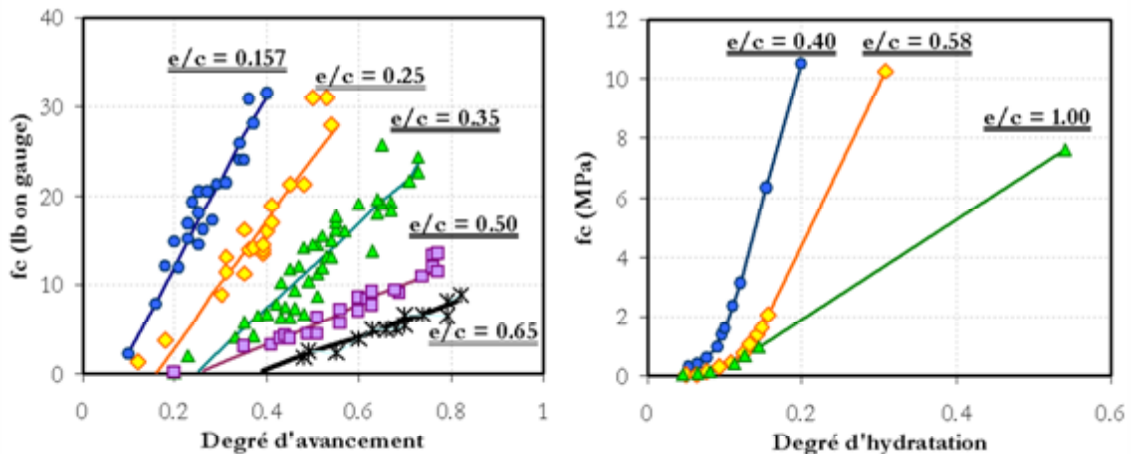 40
30
20
10
0
fc (lb on gauge)
e/c = 0.157
e/c = 0.25
e/c = 0.35
e/c = 0.50
e/c = 0.65
0 0.2 0.4 0.6 0.8 1
Degré d'avancement
12
10
8
6
4
2
0
fc (MPa)
e/c = 0.40
e/c = 0.58
e/c = 1.00
0 0.2 0.4 0.6
Degré d'hydratation